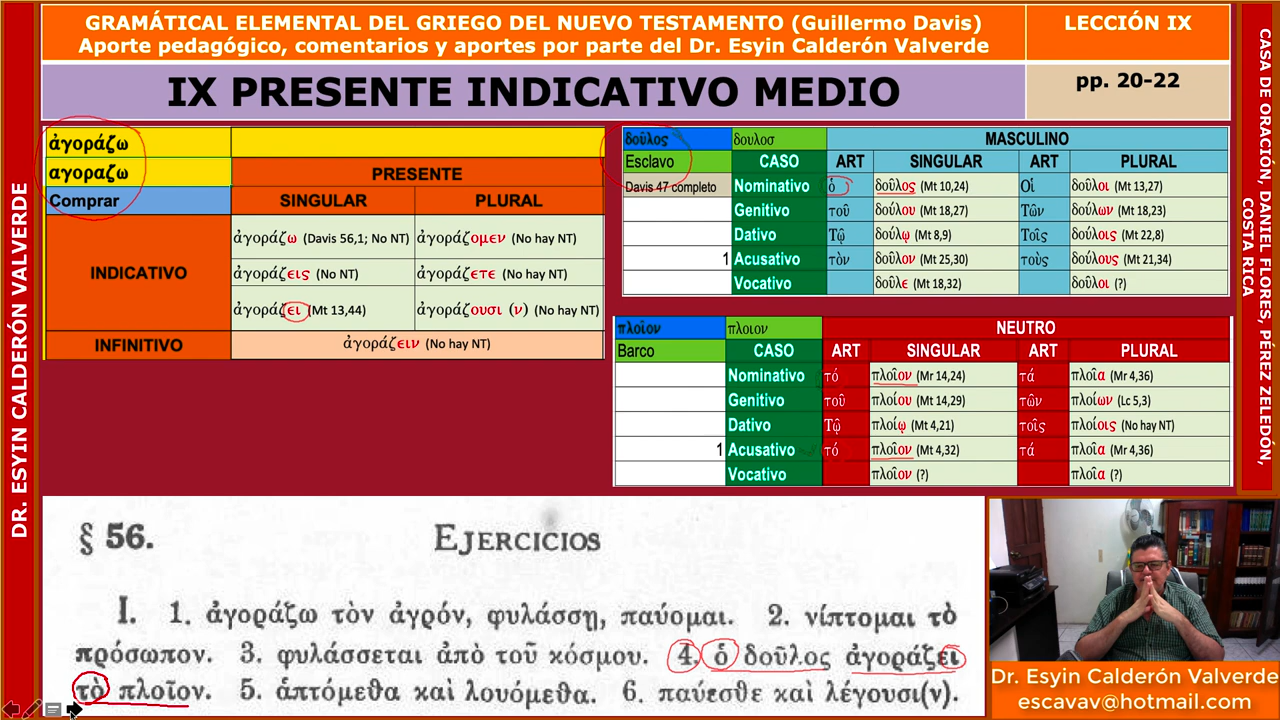 GRAMÁTICAL ELEMENTAL DEL GRIEGO DEL NUEVO TESTAMENTO (Guillermo Davis)
Aporte pedagógico, comentarios y aportes por parte del Dr. Esyin Calderón Valverde
LECCIÓN IX
IX PRESENTE INDICATIVO MEDIO
pp. 20-22
DR. ESYIN CALDERÓN VALVERDE
CASA DE ORACIÓN, DANIEL FLORES, PÉREZ ZELEDÓN,
COSTA RICA
ἀγοράζω
αγοραζω
PRESENTE
Comprar
SINGULAR
PLURAL
INDICATIVO
ἀγοράζω (Davis 56,1; No NT)
ἀγοράζομεν (No hay NT)
ἀγοράζεις (No NT)
ἀγοράζετε (No hay NT)
ἀγοράζει (Mt 13,44)
ἀγοράζουσι (ν) (No hay NT)
INFINITIVO
ἀγοράζειν (No hay NT)
δοῦλος
δουλοσ
MASCULINO
Esclavo
CASO
ART
SINGULAR
ART
PLURAL
Davis 47 completo
Nominativo
ὁ
δοῦλος (Mt 10,24)
Οἱ
δοῦλοι (Mt 13,27)
Genitivo
τοῦ
δούλου (Mt 18,27)
Τῶν
δούλων (Mt 18,23)
Dativo
Τῷ
δούλῳ (Mt 8,9)
Τοῖς
δούλοις (Mt 22,8)
1
Acusativo
τὸν
δοῦλον (Mt 25,30)
τοὺς
δούλους (Mt 21,34)
Vocativo
δοῦλε (Mt 18,32)
δοῦλοι (?)
πλοῖον
πλοιον
NEUTRO
Barco
CASO
ART
SINGULAR
ART
PLURAL
Nominativo
τό
πλοῖον (Mr 14,24)
τά
πλοῖα (Mr 4,36)
Genitivo
τοῦ
πλοίου (Mt 14,29)
τῶν
πλοίων (Lc 5,3)
Dativo
Τῷ
πλοίῳ (Mt 4,21)
τοῖς
πλοίοις (No hay NT)
1
Acusativo
τό
πλοῖον (Mt 4,32)
τά
πλοῖα (Mr 4,36)
Vocativo
πλοῖον (?)
πλοῖα (?)
§ 56. EJERCICIOS
I. 1. ἀγοράζω τὸν ἀγρόν, φυλάσσῃ, παύομαι. 2. νίπτομαι τὸ
πρόσωπον. 3. φυλάσσεται ἀπὸ τοῦ κόσμου. 4. ὁ δοῦλος ἀγοράζει
τὸ πλοῖον. 5. ἁπτόμεθα καὶ λουόμεθα. 6. παύεσθε καὶ λέγουσι(ν).
Dr. Esyin Calderón Valverde
escavav@hotmail.com